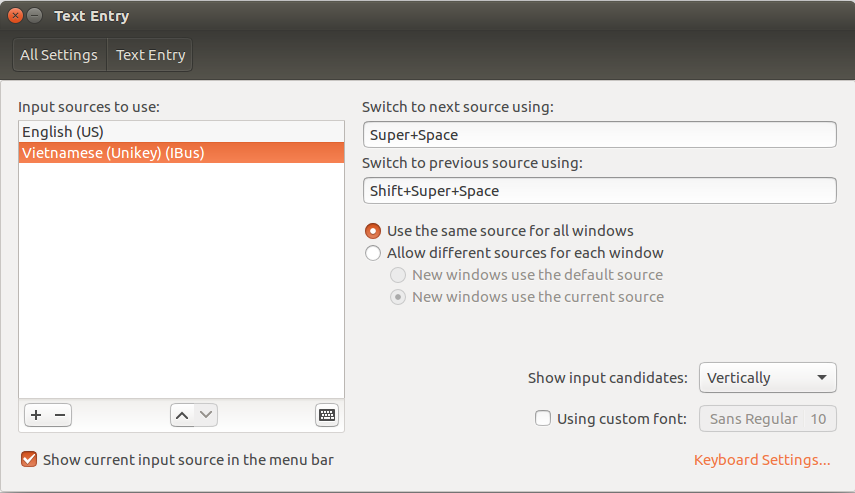 Text Entry
All Settings
Text Entry
Input sources to use:
English (US)
Vietnamese (Unikey) (IBus)
Show current input source in the menu bar
Switch to next source using:
Super+Space
Switch to previous source using:
Shift+Super+Space
Use the same source for all windows
Allow different sources for each window
New windows use the default source
New windows use the current source
Show input candidates: Vertically
Using custom font: Sans Regular 10
Keyboard Settings...